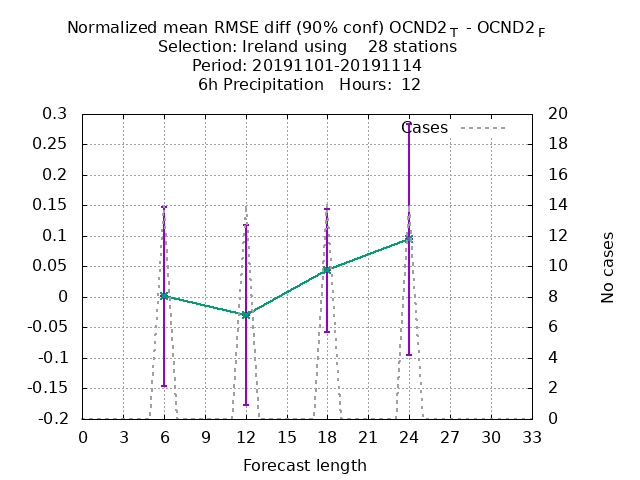 Normalized mean RMSE diff (90% conf) OCND2 T - OCND2 F
Selection: Ireland using 28 stations
Period: 20191101-20191114
6h Precipitation Hours: 12
Cases
0.3
0.25
0.2
0.15
0.1
0.05
0
-0.05
-0.1
-0.15
-0.2
20
18
16
14
12
10
8
6
4
2
0
No cases
0 3 6 9 12 15 18 21 24 27 30 33
Forecast length